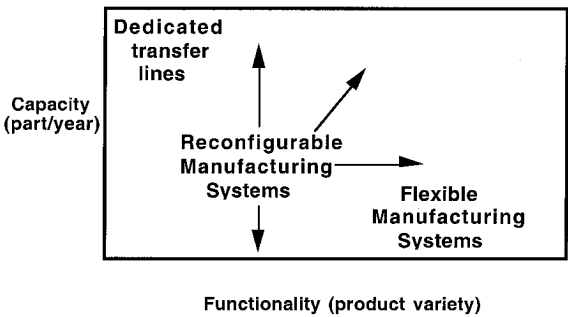 Dedicated
transfer
lines
Capacity
(part/year)
Reconfigurable
Manufacturing
Systems
Flexible
Manufacturing
Systems
Functionality (product variety)